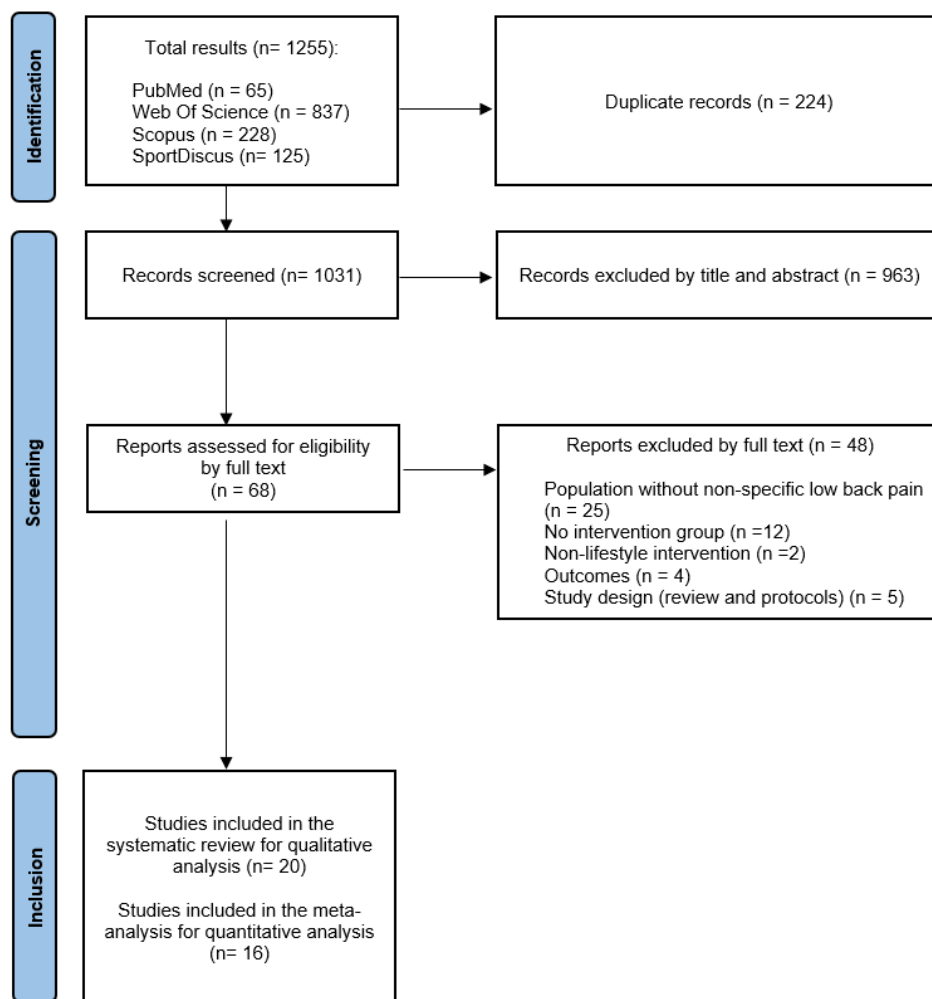 Identification
Total results (n= 1255):
PubMed (n = 65)
Web Of Science (n = 837)
Scopus (n = 228)
SportDiscus (n= 125)
Duplicate records (n = 224)
Screening
Records screened (n= 1031)
Records excluded by title and abstract (n = 963)
Reports assessed for eligibility
by full text
(n = 68)
Reports excluded by full text (n = 48)
Population without non-specific low back pain
(n = 25)
No intervention group (n =12)
Non-lifestyle intervention (n =2)
Outcomes (n = 4)
Study design (review and protocols) (n = 5)
Inclusion
Studies included in the
systematic review for qualitative
analysis (n= 20)
Studies included in the meta-
analysis for quantitative analysis
(n= 16)